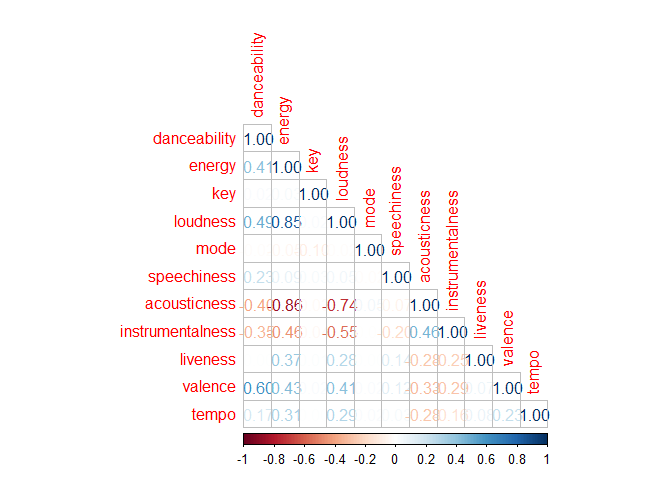 danceability
energy
key
loudness
mode
speechiness
acousticness
instrumentalness
liveness
valence
tempo
danceability 1.00
energy 0.41 1.00
key 1.00
loudness 0.49 0.85 1.00
mode 1.00
speechiness 0.23 0.09 1.00
acousticness -0.40 -0.86 -0.74 1.00
instrumentalness -0.35 -0.46 -0.55 -0.20 0.46 1.00
liveness 0.37 0.28 0.14 -0.28 -0.25 1.00
valence 0.60 0.43 0.41 0.12 -0.33 -0.29 1.00
tempo 0.17 0.31 0.29 -0.28 -0.16 0.08 0.23 1.00
-1 -0.8 -0.6 -0.4 -0.2 0 0.2 0.4 0.6 0.8 1